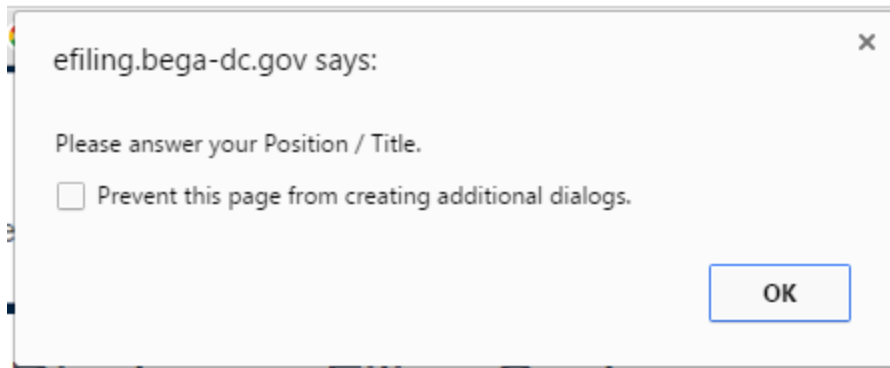 efiling.bega-dc.gov says:
Please answer your Position / Title.
Prevent this page from creating additional dialogs.
OK